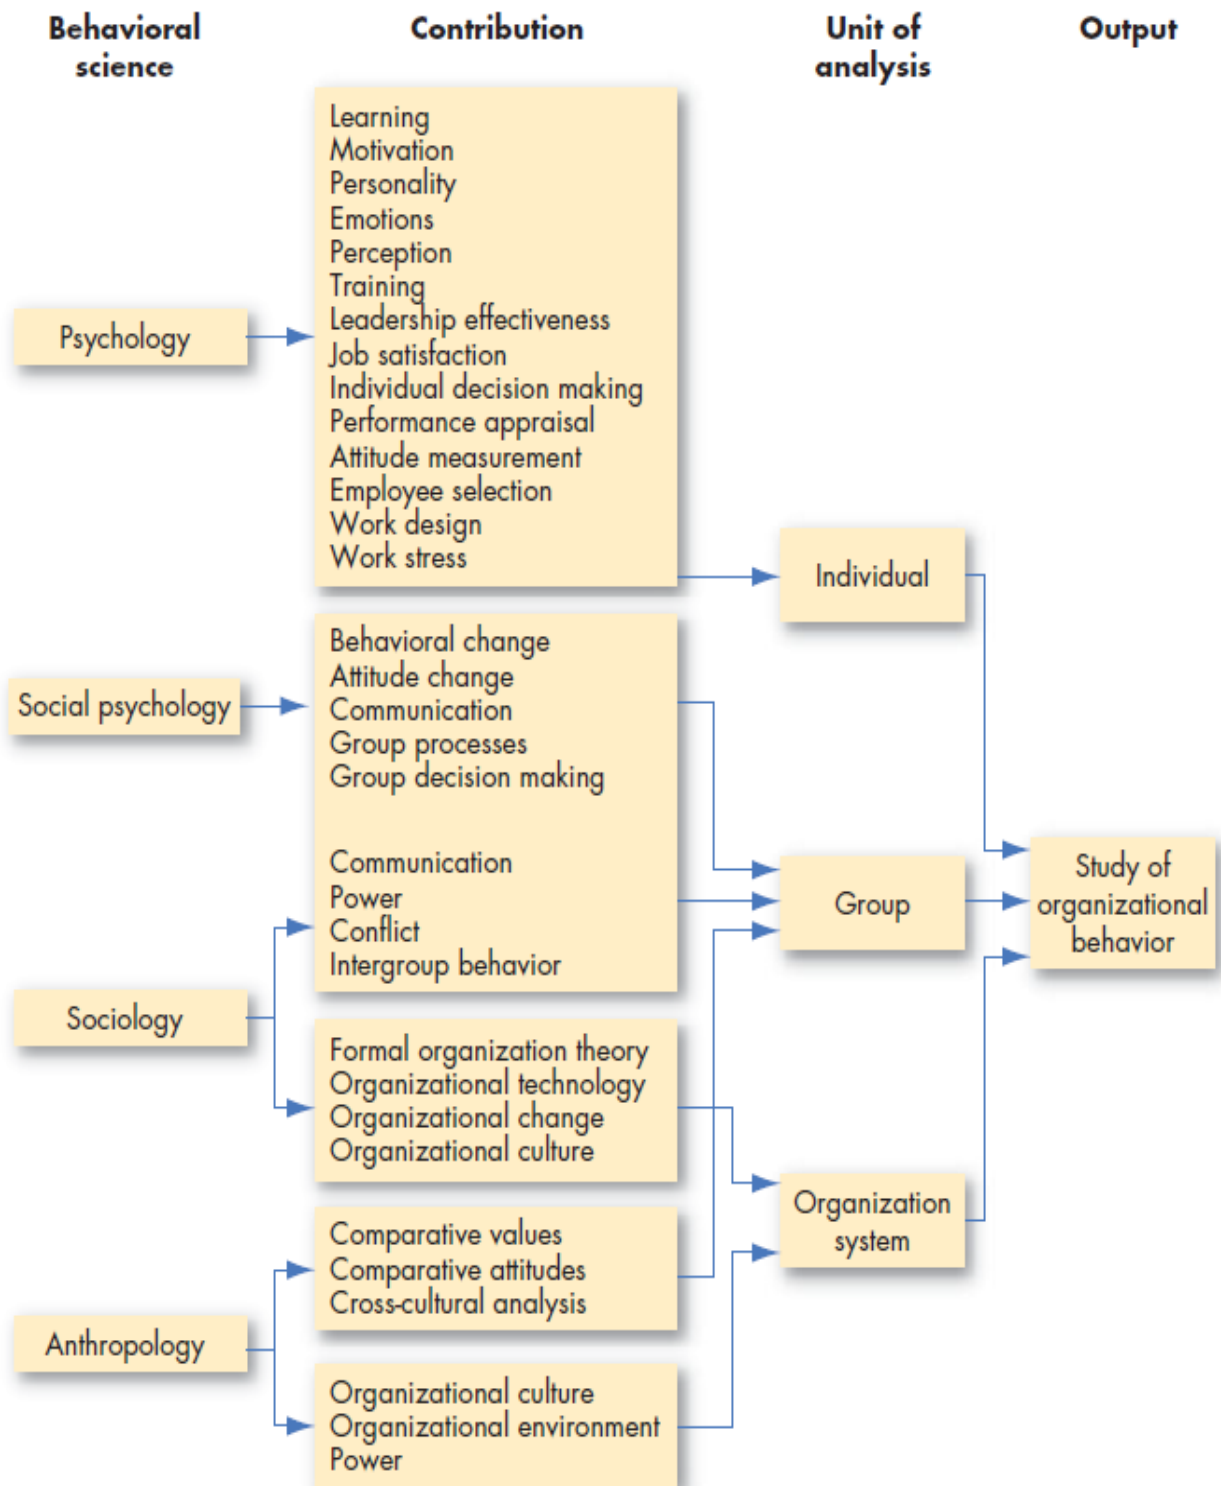 Behavioral
science
Contribution
Unit of
analysis
Output
Psychology
Learning
Motivation
Personality
Emotions
Perception
Training
Leadership effectiveness
Job satisfaction
Individual decision making
Performance appraisal
Attitude measurement
Employee selection
Work design
Work stress
Individual
Social psychology
Behavioral change
Attitude change
Communication
Group processes
Group decision making
Communication
Power
Conflict
Intergroup behavior
Group
Study of
organizational
behavior
Sociology
Formal organization theory
Organizational technology
Organizational change
Organizational culture
Organization
system
Anthropology
Comparative values
Comparative attitudes
Cross-cultural analysis
Organizational culture
Organizational environment
Power